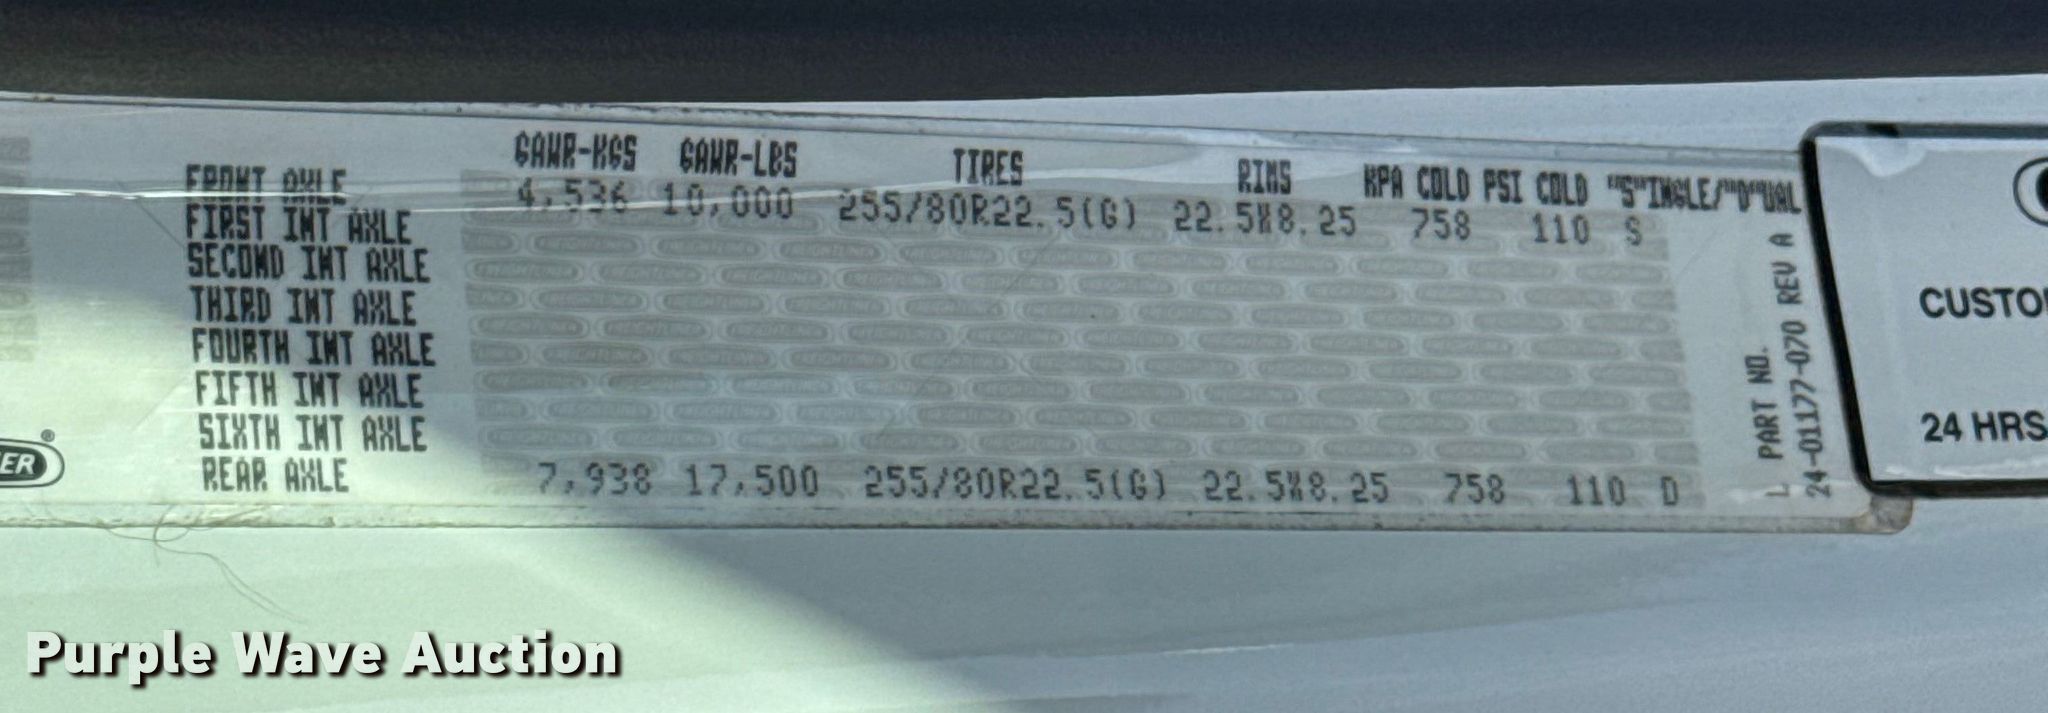 GAWR-KGS GAWR-LBS TIRES RIMS KPA COLD PSI COLD "S"INGLE/"D"UAL
FRONT AXLE 4,536 10,000 255/80R22.5(G) 22.5X8.25 758 110 S
FIRST INT AXLE
SECOND INT AXLE
THIRD INT AXLE
FOURTH INT AXLE
FIFTH INT AXLE
SIXTH INT AXLE
REAR AXLE 7,938 17,500 255/80R22.5(G) 22.5X8.25 758 110 D
PART NO.
24-01177-070 REV A
ER®
CUSTO
24 HRS
Purple Wave Auction